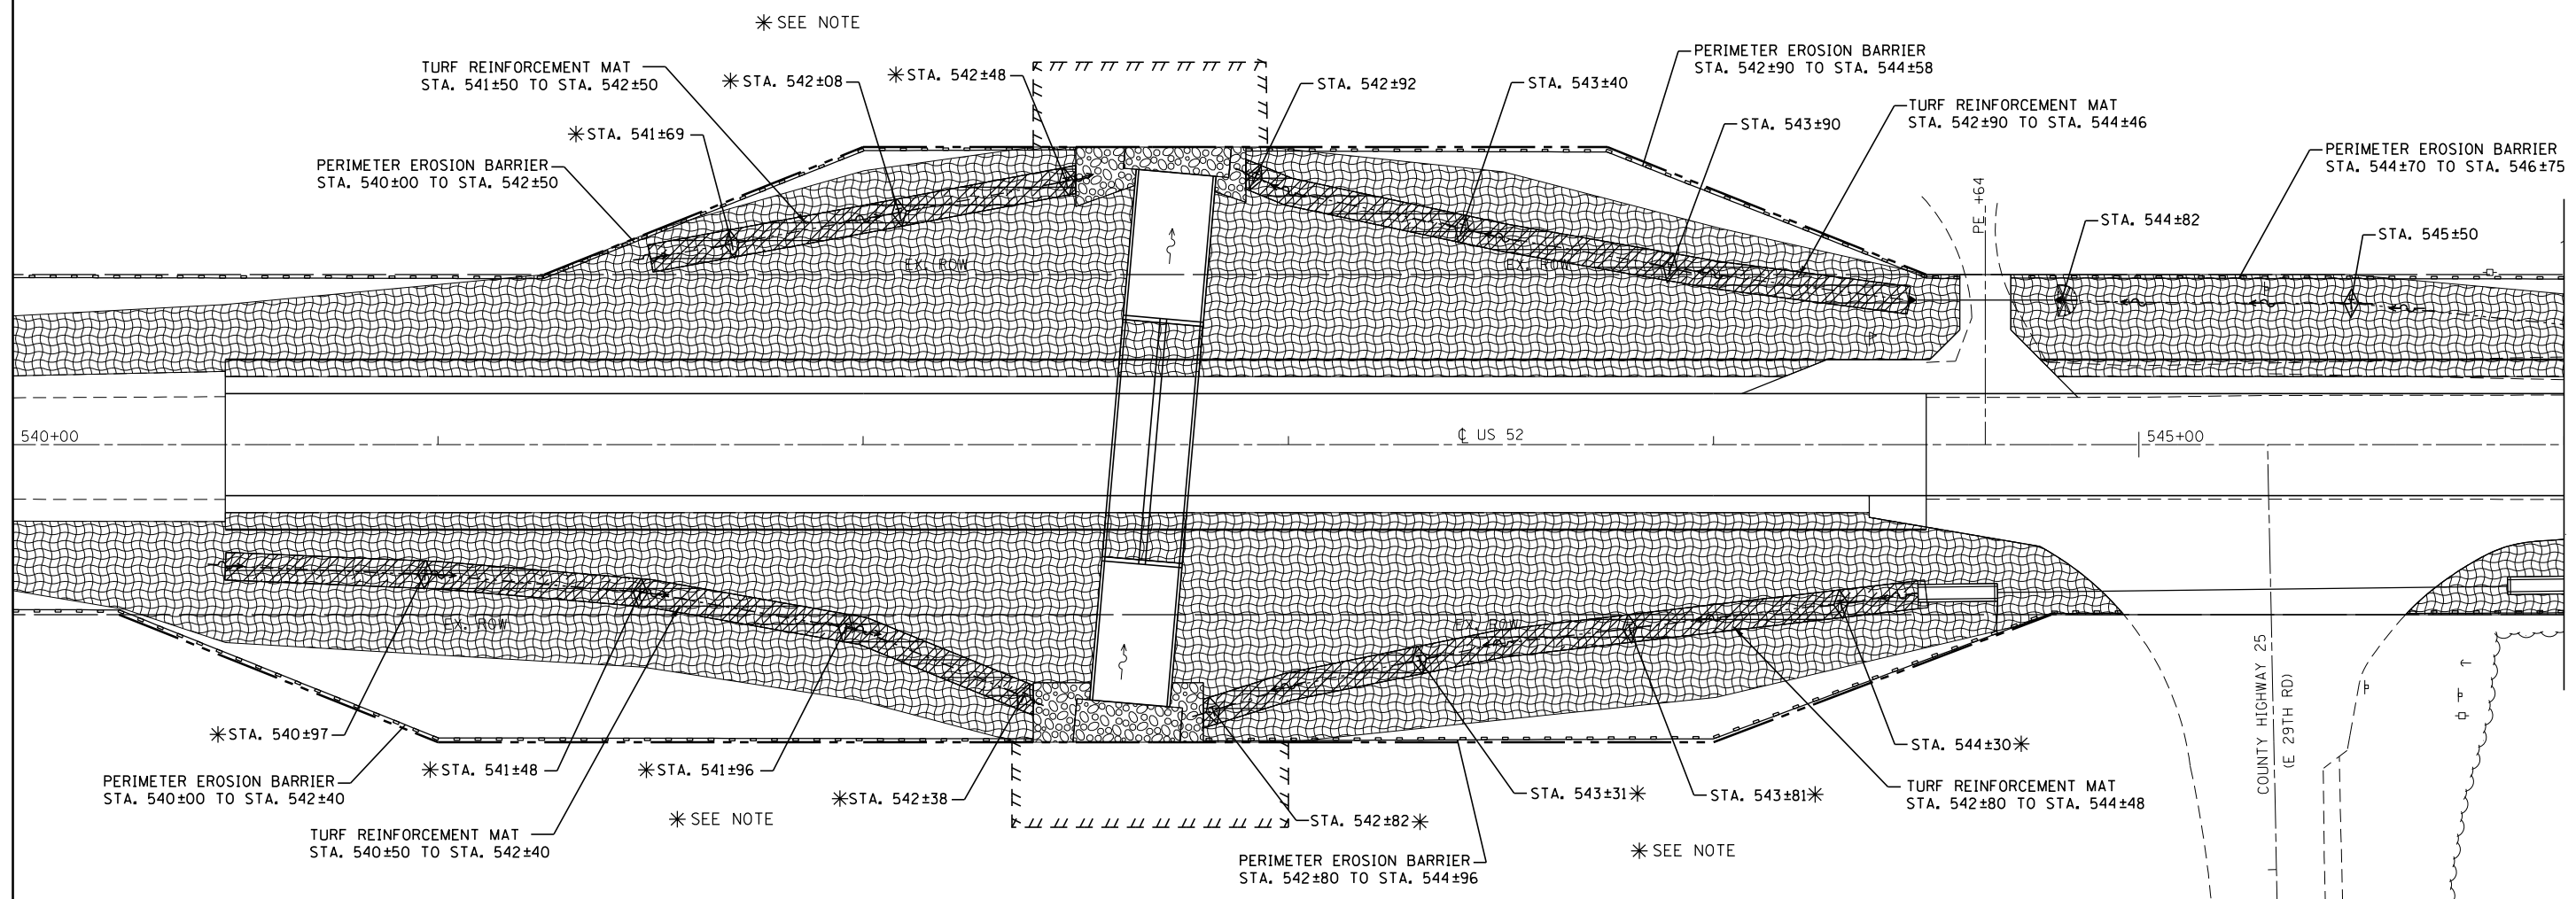 ✳ SEE NOTE
TURF REINFORCEMENT MAT
STA. 541±50 TO STA. 542±50
✳ STA. 542±08
✳ STA. 542±48
STA. 542±92
STA. 543±40
PERIMETER EROSION BARRIER
STA. 542±90 TO STA. 544±58
✳ STA. 541±69
STA. 543±90
TURF REINFORCEMENT MAT
STA. 542±90 TO STA. 544±46
PERIMETER EROSION BARRIER
STA. 540±00 TO STA. 542±50
PERIMETER EROSION BARRIER
STA. 544±70 TO STA. 546±75
PE +64
STA. 544±82
STA. 545±50
EX. ROW
EX. ROW
540+00
℄ US 52
545+00
EX. ROW
EX. ROW
✳ STA. 540±97
PERIMETER EROSION BARRIER
STA. 540±00 TO STA. 542±40
✳ STA. 541±48
✳ STA. 541±96
✳ STA. 542±38
✳ SEE NOTE
TURF REINFORCEMENT MAT
STA. 540±50 TO STA. 542±40
STA. 542±82 ✳
STA. 543±31 ✳
STA. 543±81 ✳
STA. 544±30 ✳
TURF REINFORCEMENT MAT
STA. 542±80 TO STA. 544±48
✳ SEE NOTE
PERIMETER EROSION BARRIER
STA. 542±80 TO STA. 544±96
COUNTY HIGHWAY 25
(E 29TH RD)